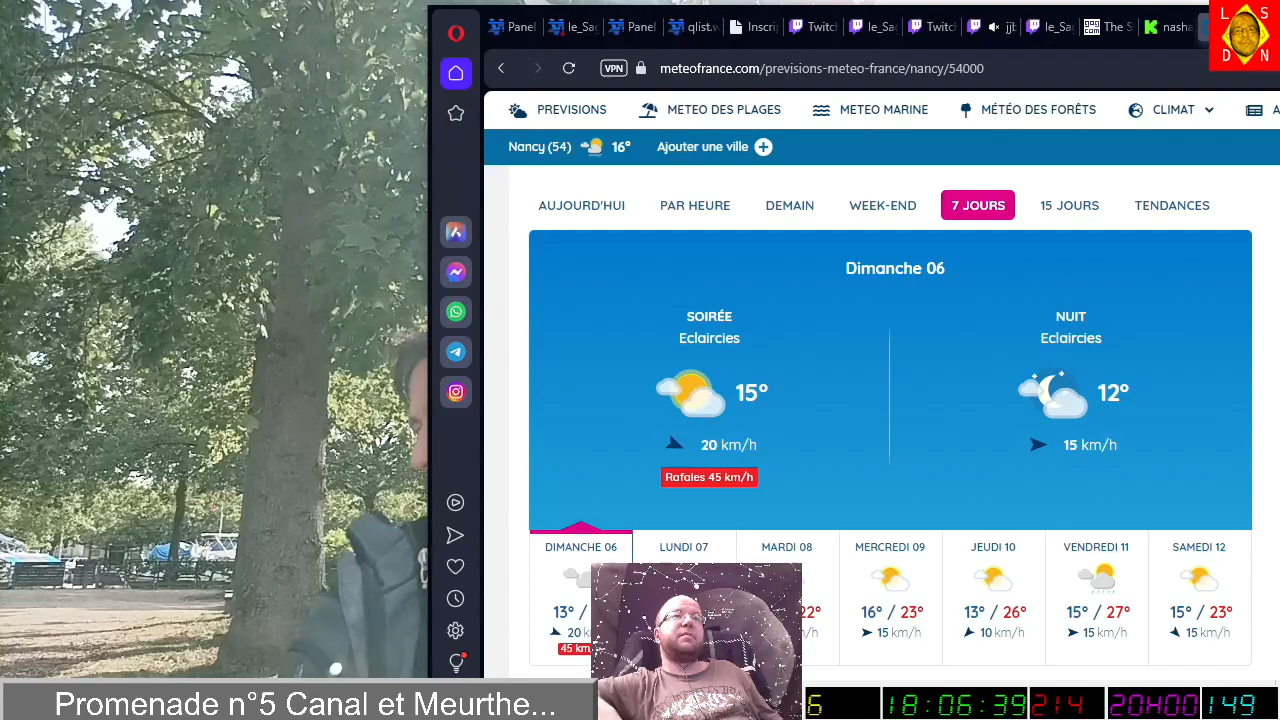 Panel
le_Sa
Panel
qlist.v
Inscri
Twitch
le_Sa
Twitc
jjb
le_Sa
The S
nasha
L S
D N
VPN
meteofrance.com/previsions-meteo-france/nancy/54000
PREVISIONS
METEO DES PLAGES
METEO MARINE
MÉTÉO DES FORÊTS
CLIMAT
A
Nancy (54) 16°
Ajouter une ville
AUJOURD'HUI
PAR HEURE
DEMAIN
WEEK-END
7 JOURS
15 JOURS
TENDANCES
Dimanche 06
SOIRÉE
Eclaircies
15°
20 km/h
Rafales 45 km/h
NUIT
Eclaircies
12°
15 km/h
DIMANCHE 06
LUNDI 07
MARDI 08
MERCREDI 09
JEUDI 10
VENDREDI 11
SAMEDI 12
13° /
22°
16° / 23°
13° / 26°
15° / 27°
15° / 23°
20 k
km/h
15 km/h
10 km/h
15 km/h
15 km/h
45 km
Promenade n°5 Canal et Meurthe...
6
18:06:39
214
20H00
149